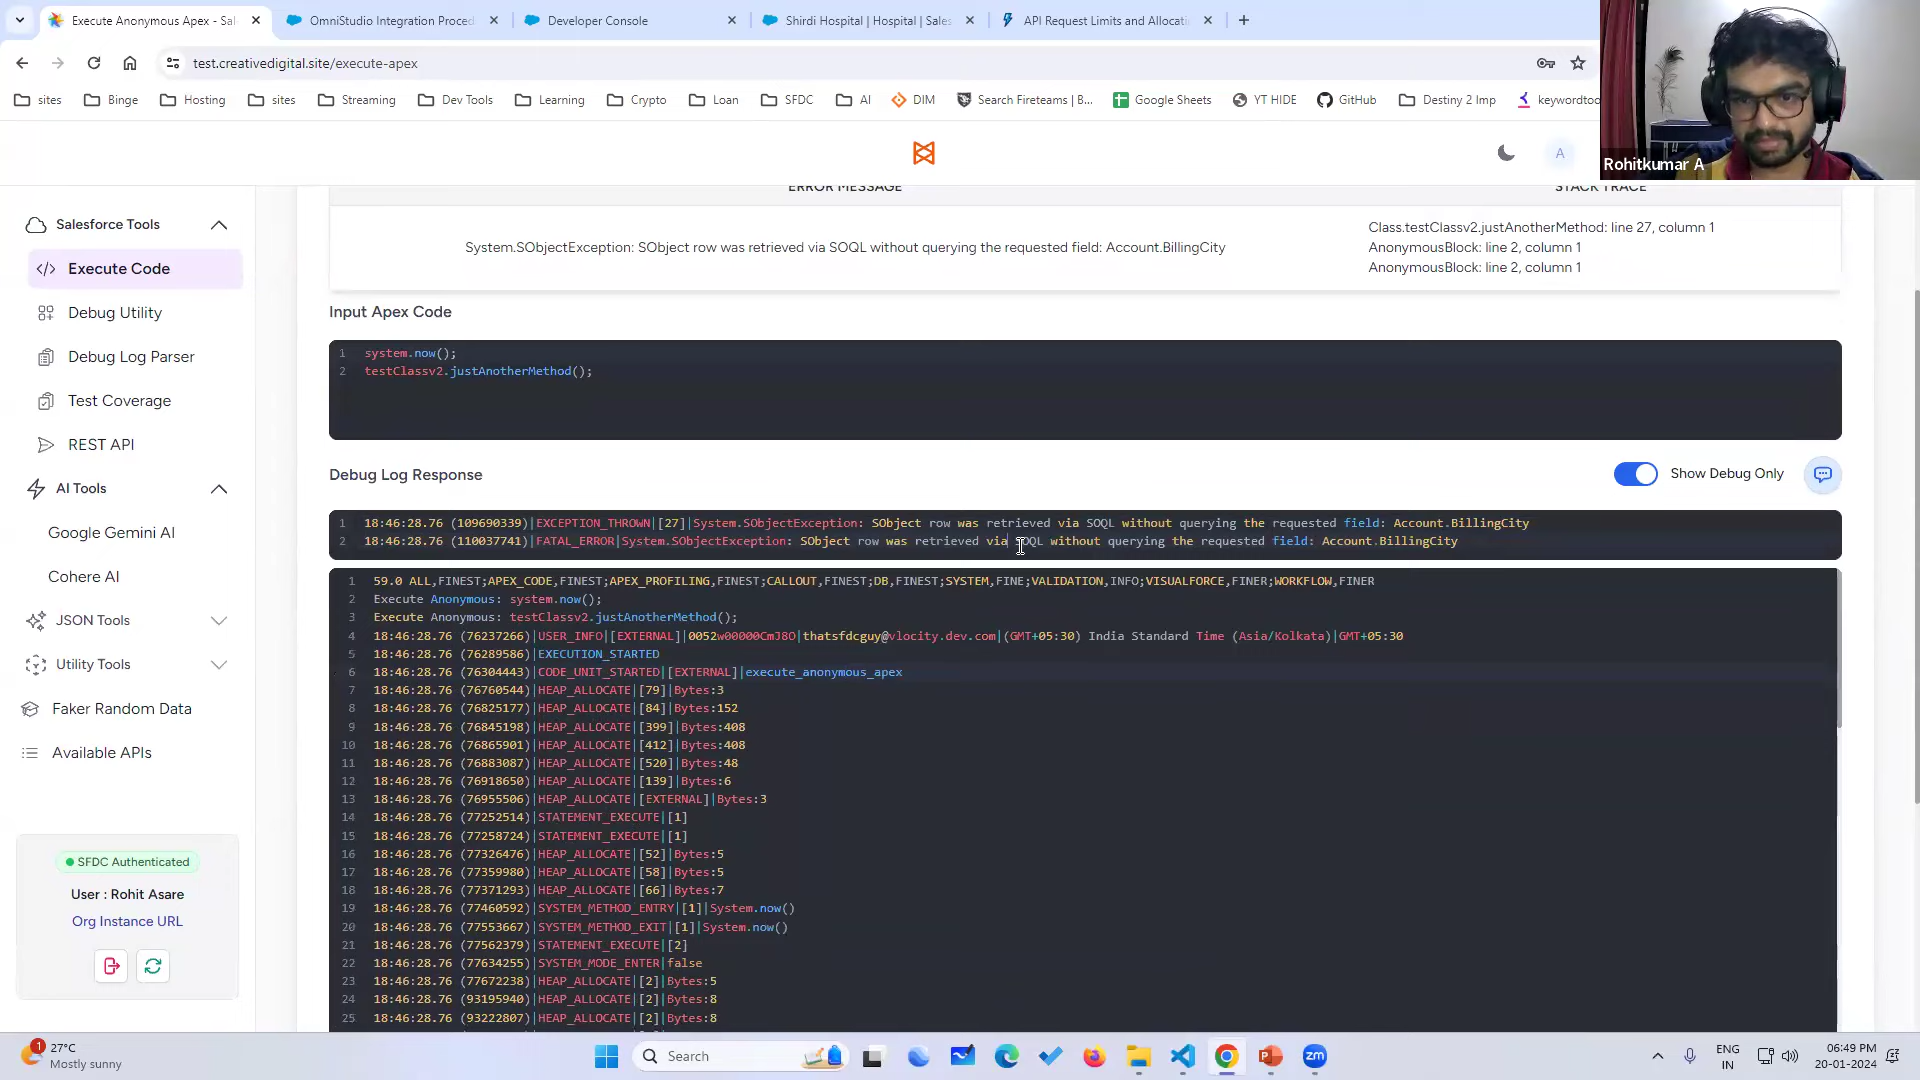 Execute Anonymous Apex - Sal
OmniStudio Integration Proced
Developer Console
Shirdi Hospital | Hospital | Sales
API Request Limits and Allocati
test.creativedigital.site/execute-apex
sites
Binge
Hosting
sites
Streaming
Dev Tools
Learning
Crypto
Loan
SFDC
AI
DIM
Search Fireteams | B...
Google Sheets
YT HIDE
GitHub
Destiny 2 Imp
keywordtoo
Rohitkumar A
A
Salesforce Tools
Execute Code
Debug Utility
Debug Log Parser
Test Coverage
REST API
AI Tools
Google Gemini AI
Cohere AI
JSON Tools
Utility Tools
Faker Random Data
Available APIs
SFDC Authenticated
User : Rohit Asare
Org Instance URL
ERROR MESSAGE
STACK TRACE
System.SObjectException: SObject row was retrieved via SOQL without querying the requested field: Account.BillingCity
Class.testClassv2.justAnotherMethod: line 27, column 1
AnonymousBlock: line 2, column 1
AnonymousBlock: line 2, column 1
Input Apex Code
1 system.now();
2 testClassv2.justAnotherMethod();
Debug Log Response
Show Debug Only
1 18:46:28.76 (109690339)|EXCEPTION_THROWN|[27]|System.SObjectException: SObject row was retrieved via SOQL without querying the requested field: Account.BillingCity
2 18:46:28.76 (110037741)|FATAL_ERROR|System.SObjectException: SObject row was retrieved via SOQL without querying the requested field: Account.BillingCity
1 59.0 ALL,FINEST;APEX_CODE,FINEST;APEX_PROFILING,FINEST;CALLOUT,FINEST;DB,FINEST;SYSTEM,FINE;VALIDATION,INFO;VISUALFORCE,FINER;WORKFLOW,FINER
2 Execute Anonymous: system.now();
3 Execute Anonymous: testClassv2.justAnotherMethod();
4 18:46:28.76 (76237266)|USER_INFO|[EXTERNAL]|0052w00000CmJ8O|thatsfdcguy@vlocity.dev.com|(GMT+05:30) India Standard Time (Asia/Kolkata)|GMT+05:30
5 18:46:28.76 (76289586)|EXECUTION_STARTED
6 18:46:28.76 (76304443)|CODE_UNIT_STARTED|[EXTERNAL]|execute_anonymous_apex
7 18:46:28.76 (76760544)|HEAP_ALLOCATE|[79]|Bytes:3
8 18:46:28.76 (76825177)|HEAP_ALLOCATE|[84]|Bytes:152
9 18:46:28.76 (76845198)|HEAP_ALLOCATE|[399]|Bytes:408
10 18:46:28.76 (76865901)|HEAP_ALLOCATE|[412]|Bytes:408
11 18:46:28.76 (76883087)|HEAP_ALLOCATE|[520]|Bytes:48
12 18:46:28.76 (76918650)|HEAP_ALLOCATE|[139]|Bytes:6
13 18:46:28.76 (76955506)|HEAP_ALLOCATE|[EXTERNAL]|Bytes:3
14 18:46:28.76 (77252514)|STATEMENT_EXECUTE|[1]
15 18:46:28.76 (77258724)|STATEMENT_EXECUTE|[1]
16 18:46:28.76 (77326476)|HEAP_ALLOCATE|[52]|Bytes:5
17 18:46:28.76 (77359980)|HEAP_ALLOCATE|[58]|Bytes:5
18 18:46:28.76 (77371293)|HEAP_ALLOCATE|[66]|Bytes:7
19 18:46:28.76 (77460592)|SYSTEM_METHOD_ENTRY|[1]|System.now()
20 18:46:28.76 (77553667)|SYSTEM_METHOD_EXIT|[1]|System.now()
21 18:46:28.76 (77562379)|STATEMENT_EXECUTE|[2]
22 18:46:28.76 (77634255)|SYSTEM_MODE_ENTER|false
23 18:46:28.76 (77672238)|HEAP_ALLOCATE|[2]|Bytes:5
24 18:46:28.76 (93195940)|HEAP_ALLOCATE|[2]|Bytes:8
25 18:46:28.76 (93222807)|HEAP_ALLOCATE|[2]|Bytes:8
1
27°C
Mostly sunny
Search
zm
ENG
IN
06:49 PM
20-01-2024